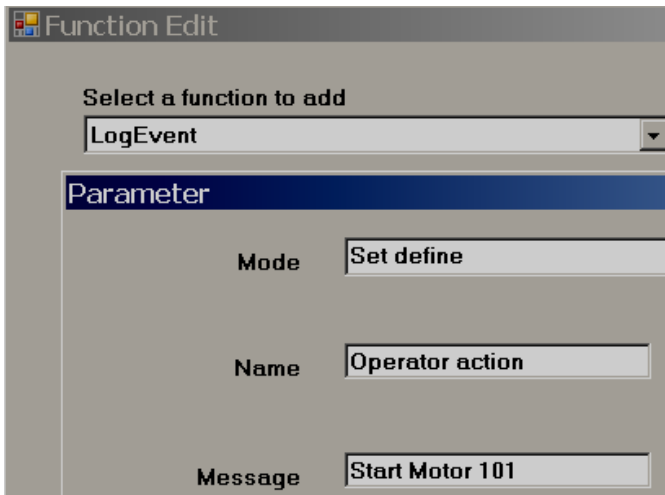 Function Edit
Select a function to add
LogEvent
Parameter
Mode Set define
Name Operator action
Message Start Motor 101